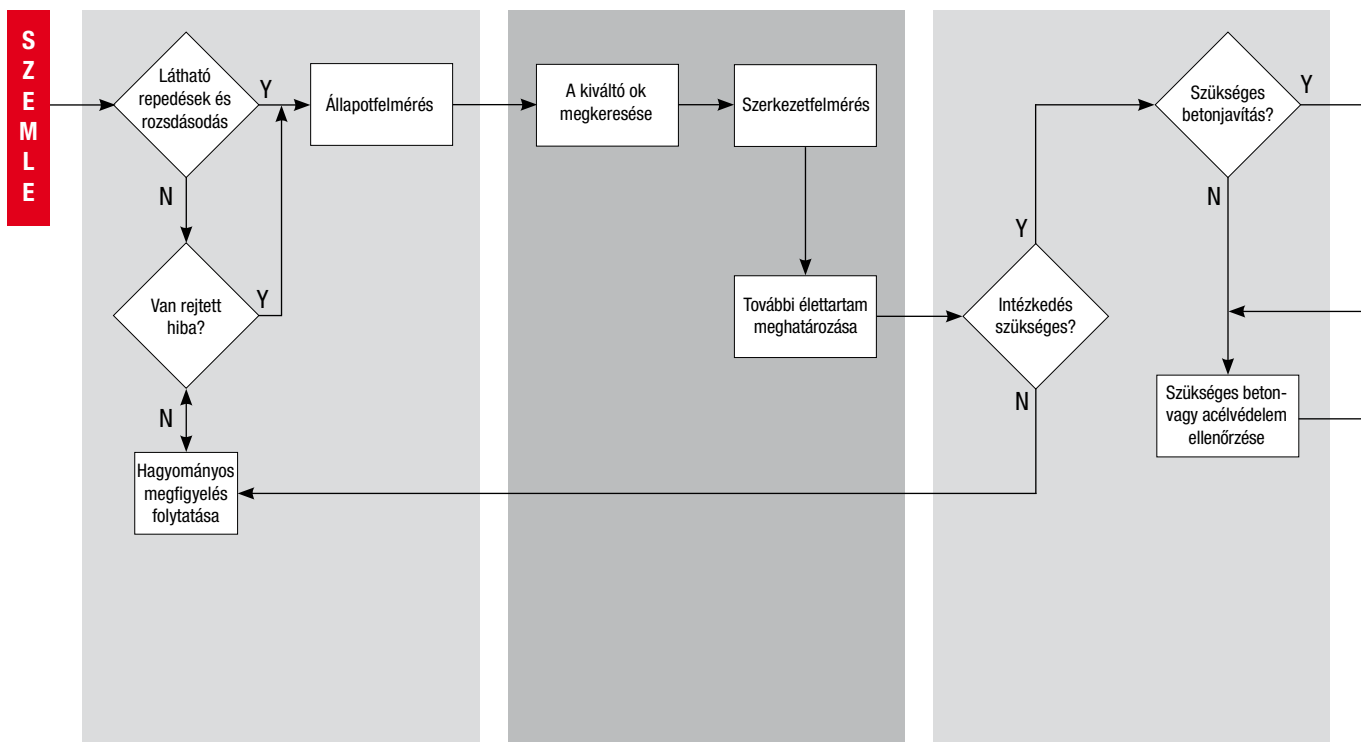 S
Z
E
M
L
E
Látható
repedések és
rozsdásodás
Y
N
Állapotfelmérés
Van rejtett
hiba?
Y
N
Hagyományos
megfigyelés
folytatása
A kiváltó ok
megkeresése
Szerkezetfelmérés
További élettartam
meghatározása
Intézkedés
szükséges?
Y
N
Szükséges
betonjavítás?
Y
N
Szükséges beton-
vagy acélvédelem
ellenőrzése